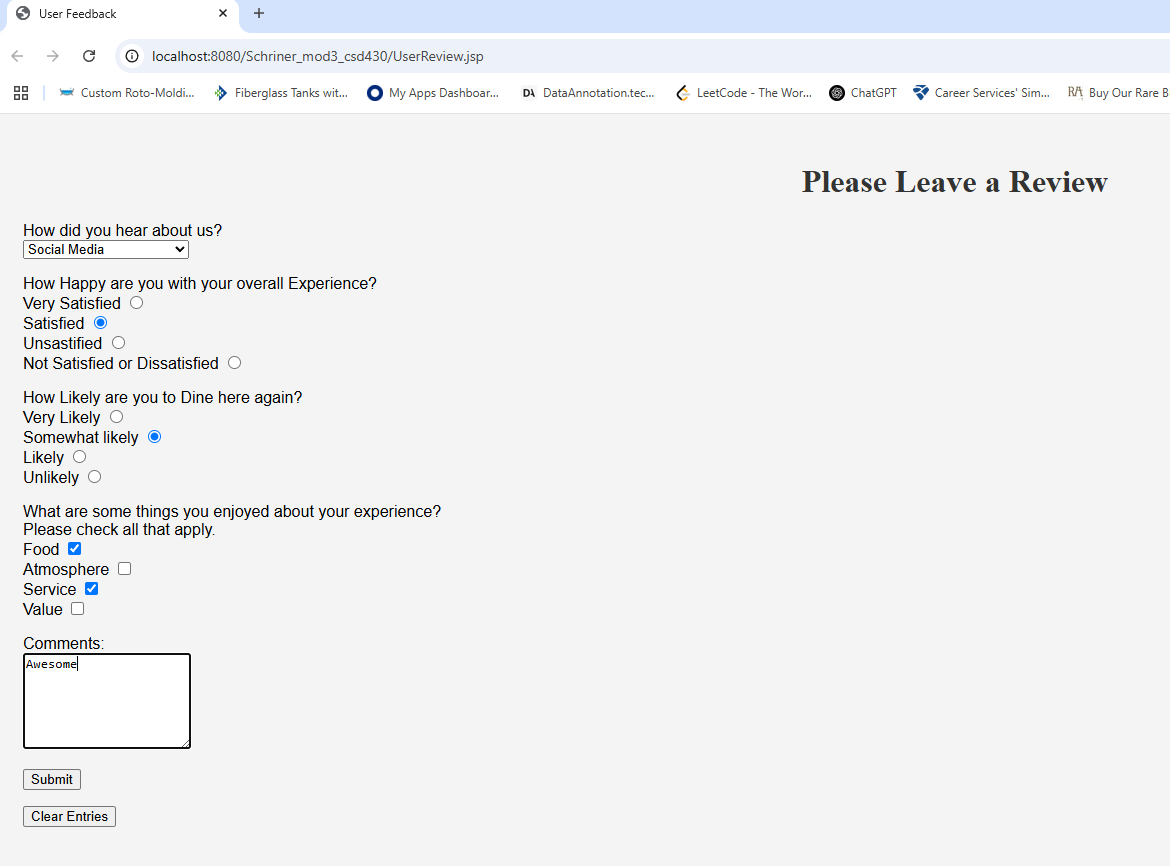 User Feedback
localhost:8080/Schriner_mod3_csd430/UserReview.jsp
Custom Roto-Moldi... Fiberglass Tanks wit... My Apps Dashboar... DA DataAnnotation.tec... LeetCode - The Wor... ChatGPT Career Services' Sim... RA Buy Our Rare B
Please Leave a Review
How did you hear about us?
Social Media
How Happy are you with your overall Experience?
Very Satisfied
Satisfied
Unsastified
Not Satisfied or Dissatisfied
How Likely are you to Dine here again?
Very Likely
Somewhat likely
Likely
Unlikely
What are some things you enjoyed about your experience?
Please check all that apply.
Food
Atmosphere
Service
Value
Comments:
Awesome
Submit
Clear Entries